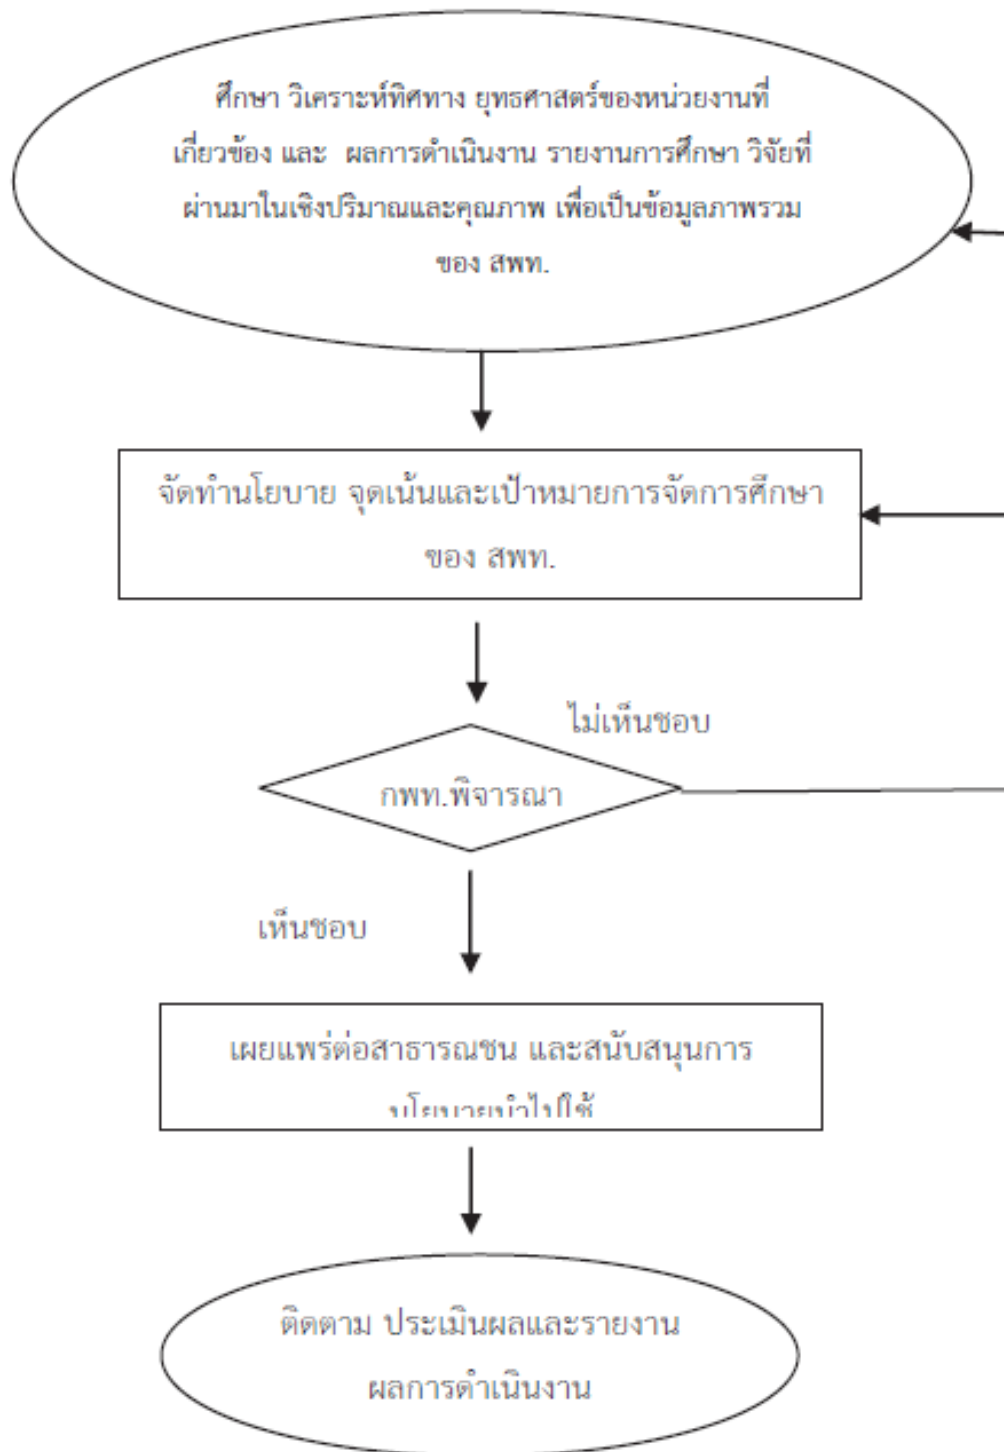 ศึกษา วิเคราะห์ทิศทาง ยุทธศาสตร์ของหน่วยงานที่
เกี่ยวข้อง และ ผลการดำเนินงาน รายงานการศึกษา วิจัยที่
ผ่านมาในเชิงปริมาณและคุณภาพ เพื่อเป็นข้อมูลภาพรวม
ของ สพท.
จัดทำนโยบาย จุดเน้นและเป้าหมายการจัดการศึกษา
ของ สพท.
ไม่เห็นชอบ
กพท.พิจารณา
เห็นชอบ
เผยแพร่ต่อสาธารณชน และสนับสนุนการ
นโยบายนำไปใช้
ติดตาม ประเมินผลและรายงาน
ผลการดำเนินงาน